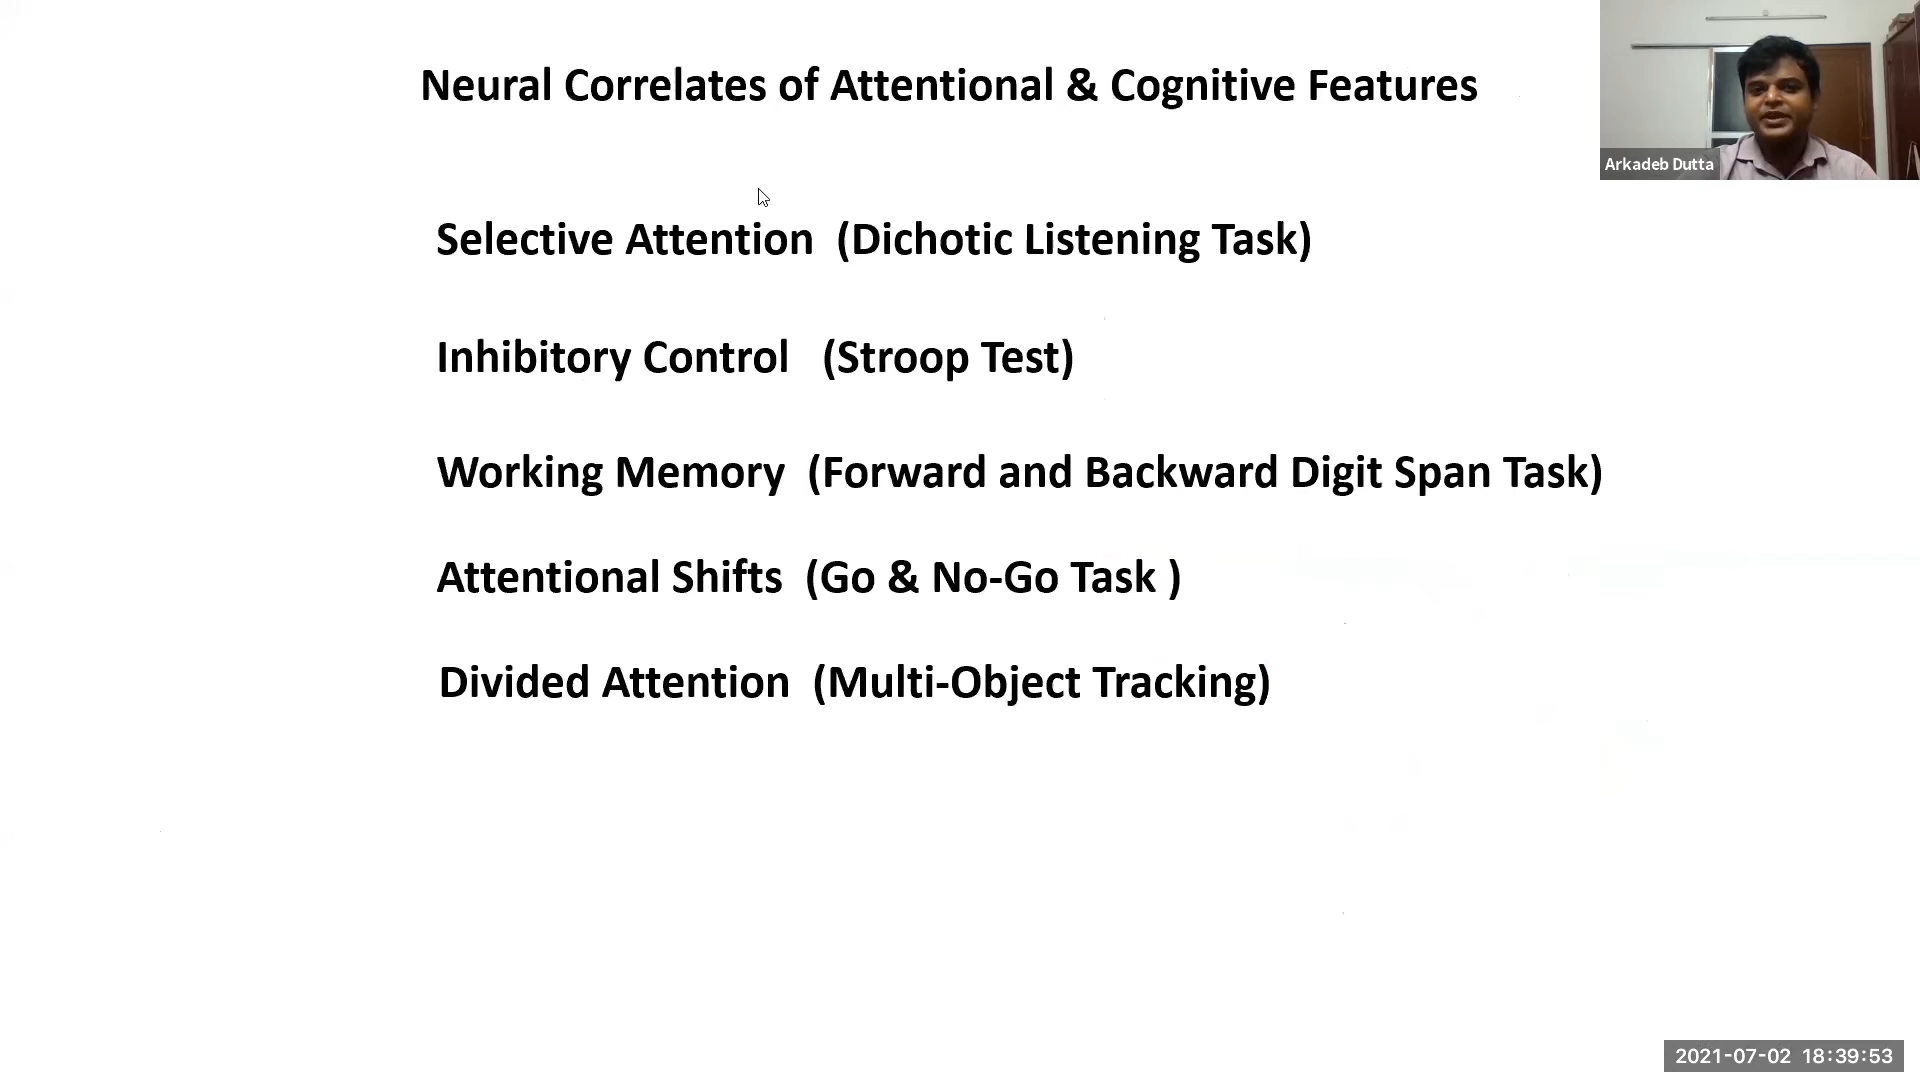 Neural Correlates of Attentional & Cognitive Features
Arkadeb Dutta
Selective Attention (Dichotic Listening Task)
Inhibitory Control (Stroop Test)
Working Memory (Forward and Backward Digit Span Task)
Attentional Shifts (Go & No-Go Task )
Divided Attention (Multi-Object Tracking)
2021-07-02 18:39:53